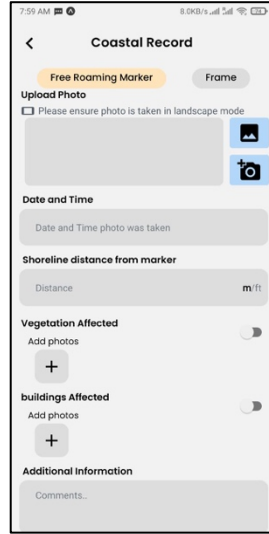 7:59 AM
8.0KB/s
Coastal Record
Free Roaming Marker Frame
Upload Photo
Please ensure photo is taken in landscape mode
Date and Time
Date and Time photo was taken
Shoreline distance from marker
Distance m/ft
Vegetation Affected
Add photos
+
buildings Affected
Add photos
+
Additional Information
Comments..